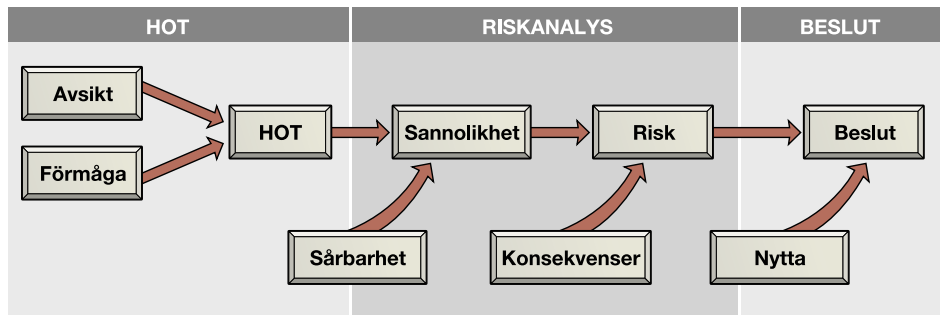 HOT
RISKANALYS
BESLUT
Avsikt
Förmåga
HOT
Sannolikhet
Risk
Beslut
Sårbarhet
Konsekvenser
Nytta